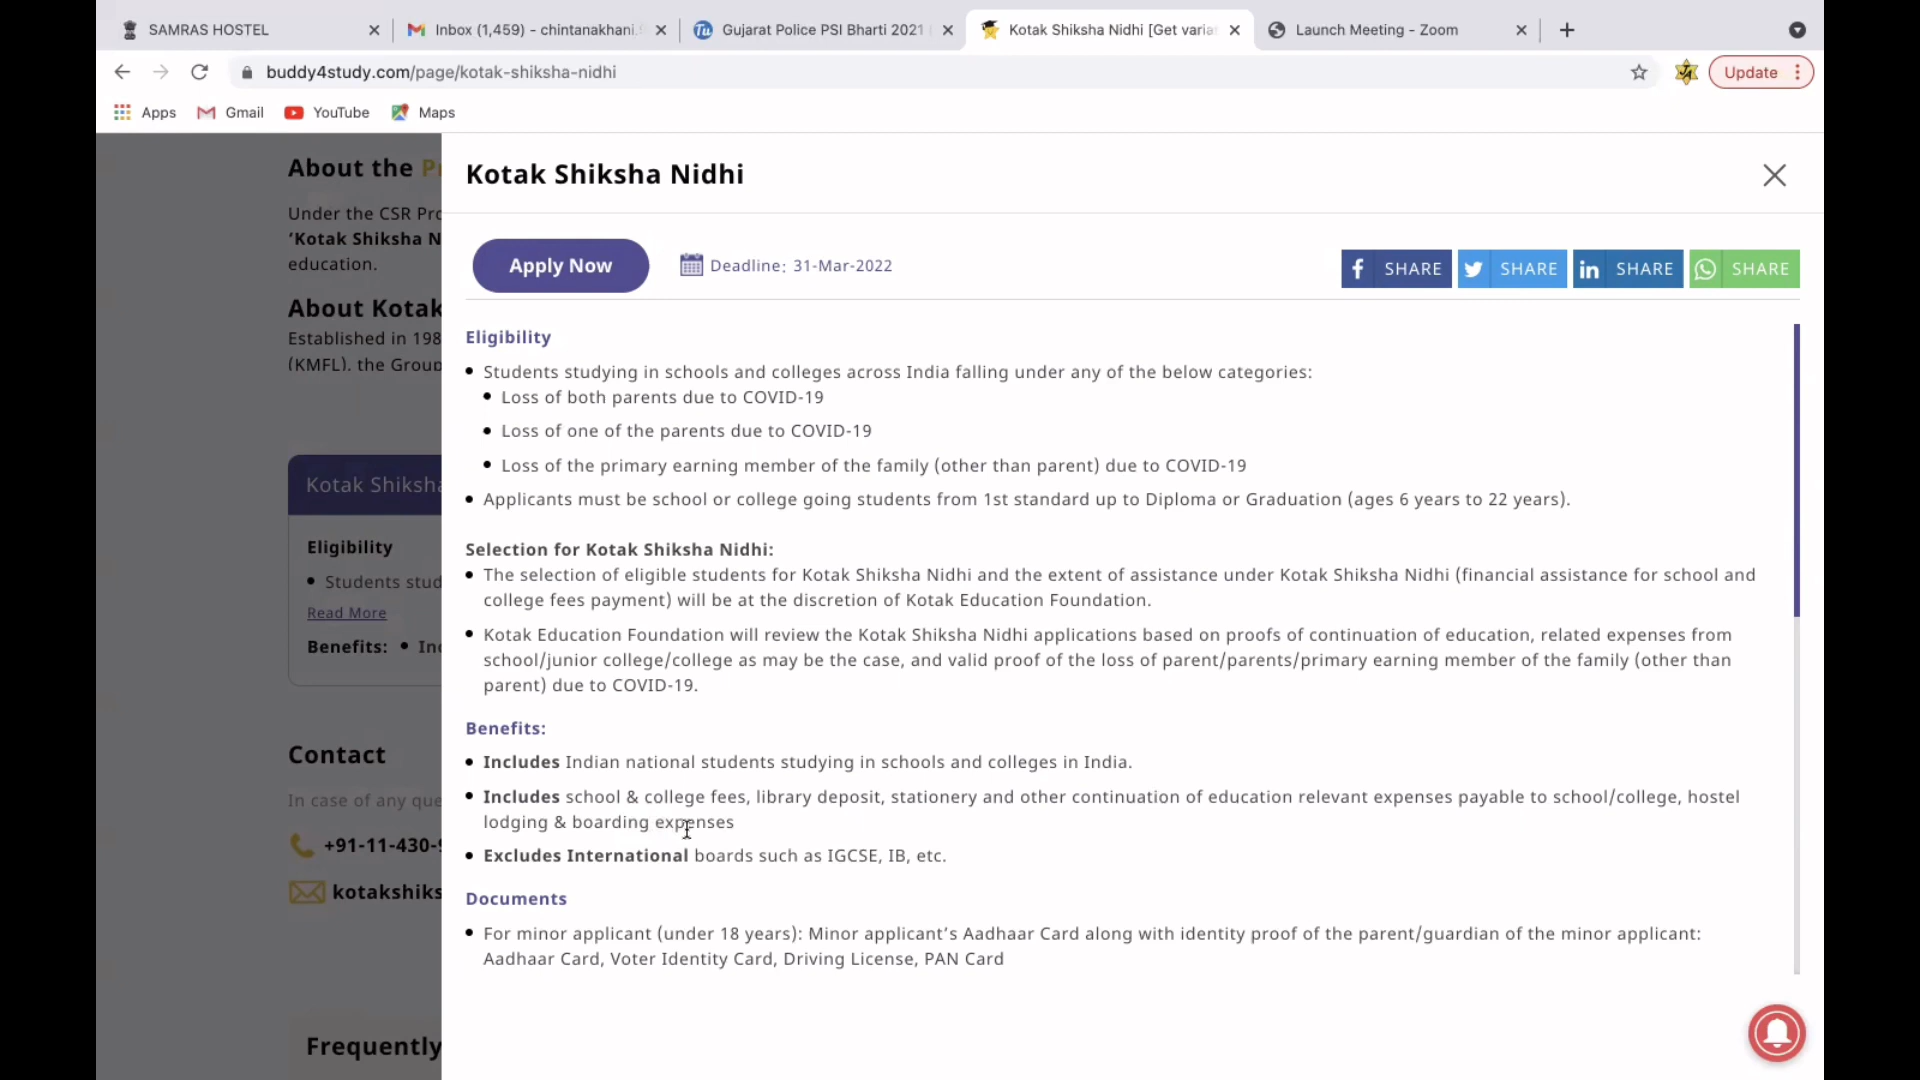 SAMRAS HOSTEL
Inbox (1,459) - chintanakhani.
Gujarat Police PSI Bharti 2021
Kotak Shiksha Nidhi [Get varia
Launch Meeting - Zoom
buddy4study.com/page/kotak-shiksha-nidhi
Update
Apps
Gmail
YouTube
Maps
About the P
Under the CSR Pro
‘Kotak Shiksha N
education.
About Kotak
Established in 198
(KMFL), the Group
Kotak Shiksha
Eligibility
• Students stud
Read More
Benefits: • Inc
Contact
In case of any que
+91-11-430-9
kotakshiks
Frequently
Kotak Shiksha Nidhi
Apply Now
Deadline: 31-Mar-2022
SHARE
SHARE
SHARE
SHARE
Eligibility
• Students studying in schools and colleges across India falling under any of the below categories:
• Loss of both parents due to COVID-19
• Loss of one of the parents due to COVID-19
• Loss of the primary earning member of the family (other than parent) due to COVID-19
• Applicants must be school or college going students from 1st standard up to Diploma or Graduation (ages 6 years to 22 years).
Selection for Kotak Shiksha Nidhi:
• The selection of eligible students for Kotak Shiksha Nidhi and the extent of assistance under Kotak Shiksha Nidhi (financial assistance for school and
college fees payment) will be at the discretion of Kotak Education Foundation.
• Kotak Education Foundation will review the Kotak Shiksha Nidhi applications based on proofs of continuation of education, related expenses from
school/junior college/college as may be the case, and valid proof of the loss of parent/parents/primary earning member of the family (other than
parent) due to COVID-19.
Benefits:
• Includes Indian national students studying in schools and colleges in India.
• Includes school & college fees, library deposit, stationery and other continuation of education relevant expenses payable to school/college, hostel
lodging & boarding expenses
• Excludes International boards such as IGCSE, IB, etc.
Documents
• For minor applicant (under 18 years): Minor applicant’s Aadhaar Card along with identity proof of the parent/guardian of the minor applicant:
Aadhaar Card, Voter Identity Card, Driving License, PAN Card